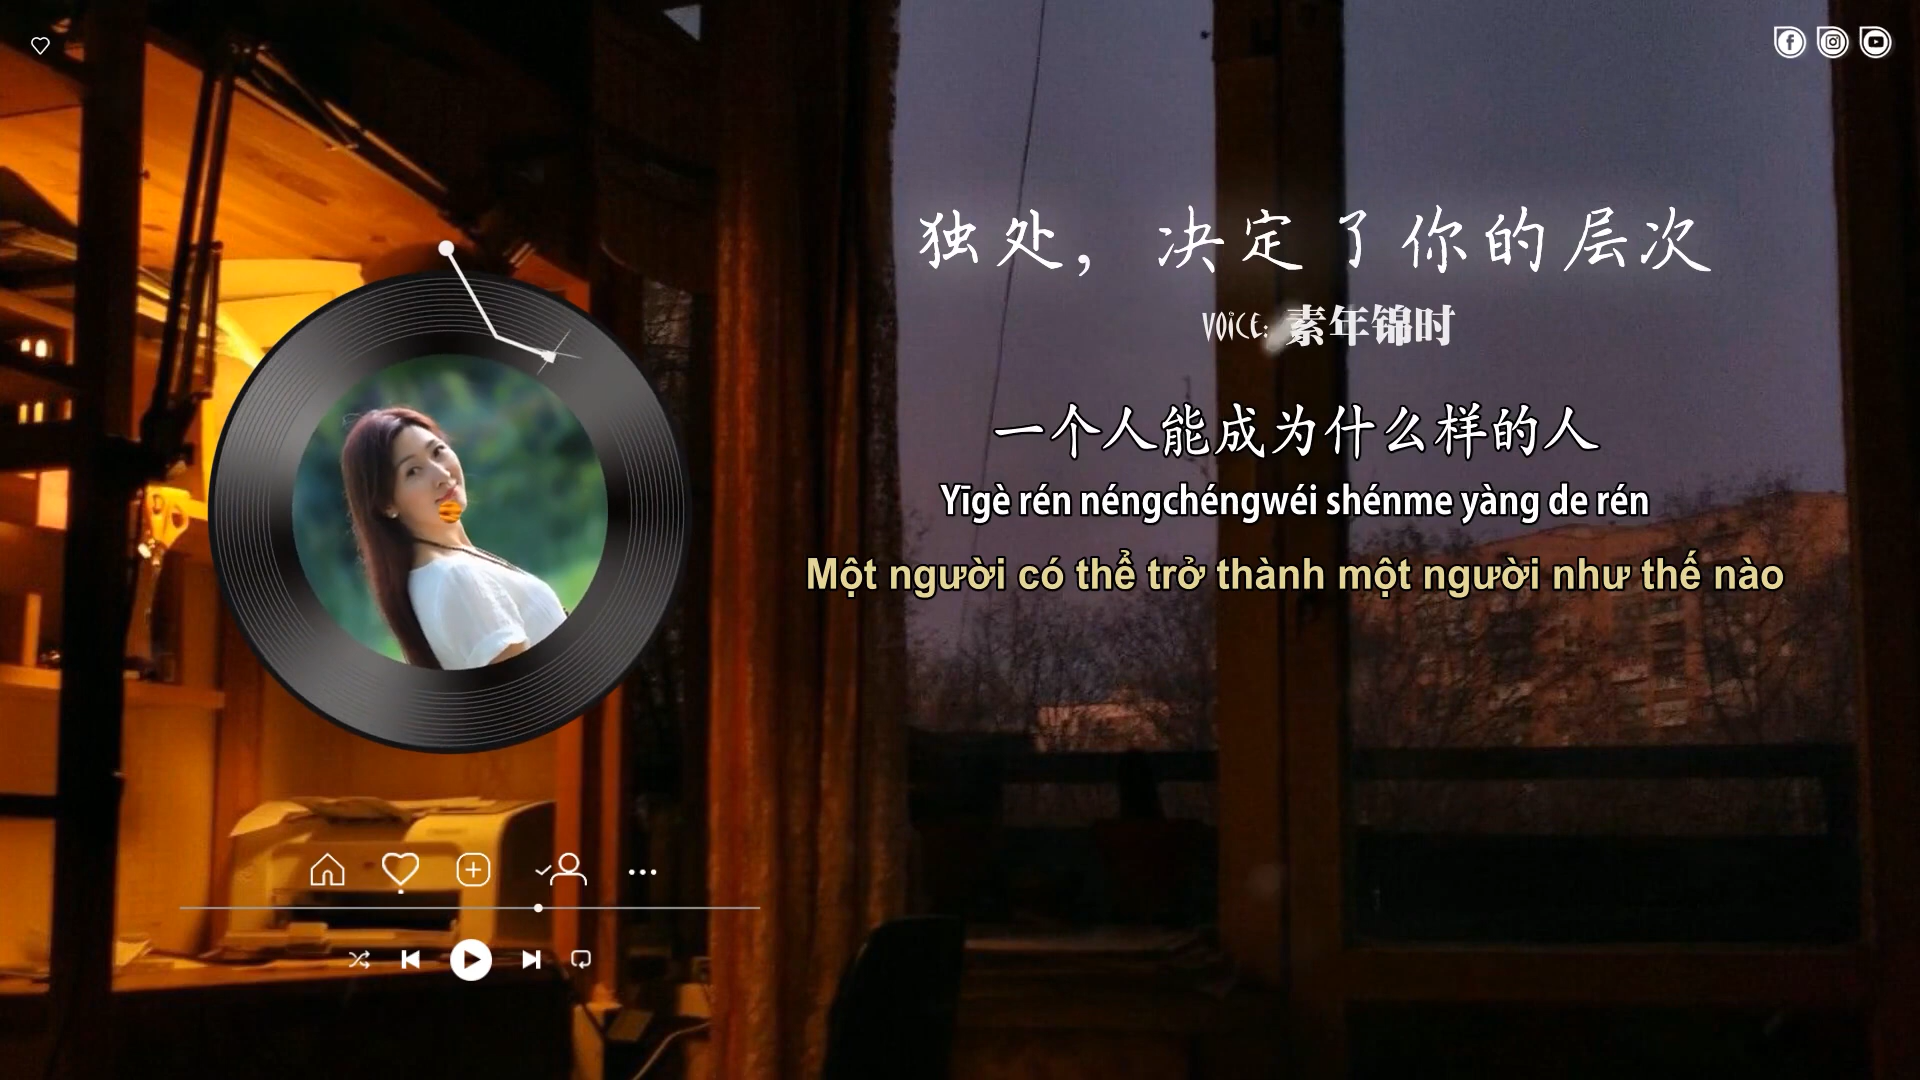 独处，决定了你的层次
VOiCE: 素年锦时
一个人能成为什么样的人
Yīgè rén néngchéngwéi shénme yàng de rén
Một người có thể trở thành một người như thế nào